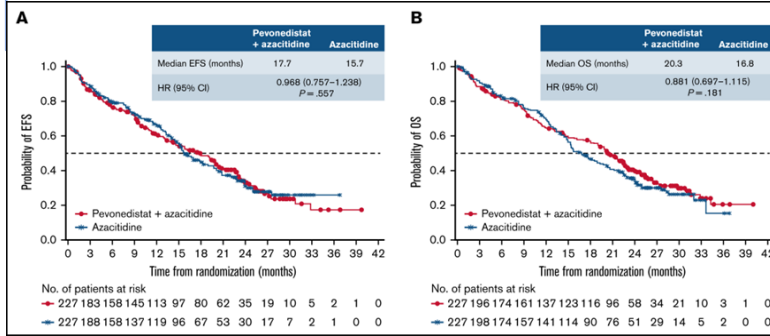 A
Pevonedistat + azacitidine
Azacitidine
Median EFS (months) 17.7 15.7
HR (95% CI) 0.968 (0.757–1.238)
P = .557
Probability of EFS
1.0
0.8
0.6
0.4
0.2
0.0
Pevonedistat + azacitidine
Azacitidine
0 3 6 9 12 15 18 21 24 27 30 33 36 39 42
Time from randomization (months)
No. of patients at risk
227 183 158 145 113 97 80 62 35 19 10 5 2 1 0
227 188 158 137 119 96 67 53 30 17 7 2 1 0 0
B
Pevonedistat + azacitidine
Azacitidine
Median OS (months) 20.3 16.8
HR (95% CI) 0.881 (0.697–1.115)
P = .181
Probability of OS
1.0
0.8
0.6
0.4
0.2
0.0
Pevonedistat + azacitidine
Azacitidine
0 3 6 9 12 15 18 21 24 27 30 33 36 39 42
Time from randomization (months)
No. of patients at risk
227 196 174 161 137 123 116 96 58 34 21 10 3 1 0
227 198 174 157 141 114 90 76 51 29 14 5 2 0 0